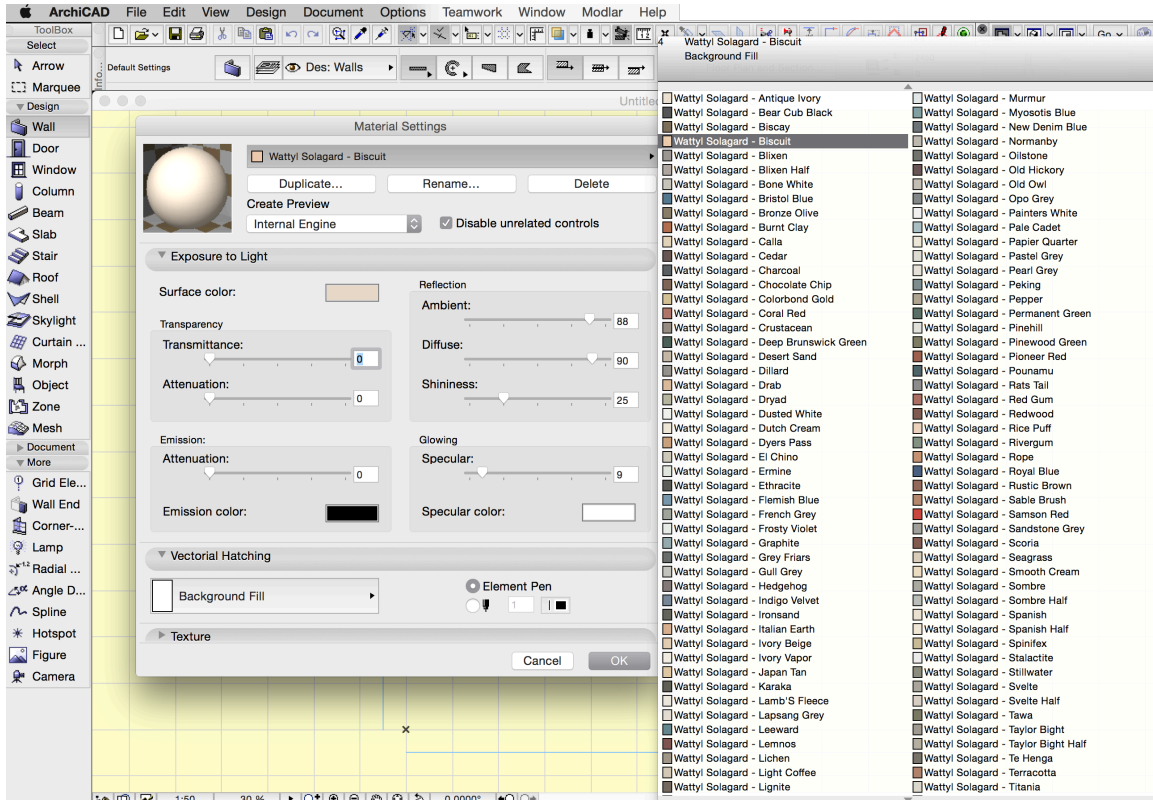 ArchiCAD File Edit View Design Document Options Teamwork Window Modlar Help
ToolBox
Select
Arrow
Marquee
Design
Wall
Door
Window
Column
Beam
Slab
Stair
Roof
Shell
Skylight
Curtain ...
Morph
Object
Zone
Mesh
Document
More
Grid Ele...
Wall End
Corner-...
Lamp
Radial ...
Angle D...
Spline
Hotspot
Figure
Camera
Info...
Default Settings
Des: Walls
Go
Untitle
Material Settings
Wattyl Solagard - Biscuit
Duplicate... Rename... Delete
Create Preview
Internal Engine
Disable unrelated controls
Exposure to Light
Surface color:
Transparency
Transmittance:
0
Attenuation:
0
Reflection
Ambient:
88
Diffuse:
90
Shininess:
25
Emission:
Attenuation:
0
Emission color:
Glowing
Specular:
9
Specular color:
Vectorial Hatching
Background Fill
Element Pen
1
Texture
Cancel OK
1:50 30 % 0.0000°
4 Wattyl Solagard - Biscuit
Background Fill
Wattyl Solagard - Antique Ivory
Wattyl Solagard - Bear Cub Black
Wattyl Solagard - Biscay
Wattyl Solagard - Biscuit
Wattyl Solagard - Blixen
Wattyl Solagard - Blixen Half
Wattyl Solagard - Bone White
Wattyl Solagard - Bristol Blue
Wattyl Solagard - Bronze Olive
Wattyl Solagard - Burnt Clay
Wattyl Solagard - Calla
Wattyl Solagard - Cedar
Wattyl Solagard - Charcoal
Wattyl Solagard - Chocolate Chip
Wattyl Solagard - Colorbond Gold
Wattyl Solagard - Coral Red
Wattyl Solagard - Crustacean
Wattyl Solagard - Deep Brunswick Green
Wattyl Solagard - Desert Sand
Wattyl Solagard - Dillard
Wattyl Solagard - Drab
Wattyl Solagard - Dryad
Wattyl Solagard - Dusted White
Wattyl Solagard - Dutch Cream
Wattyl Solagard - Dyers Pass
Wattyl Solagard - El Chino
Wattyl Solagard - Ermine
Wattyl Solagard - Ethracite
Wattyl Solagard - Flemish Blue
Wattyl Solagard - French Grey
Wattyl Solagard - Frosty Violet
Wattyl Solagard - Graphite
Wattyl Solagard - Grey Friars
Wattyl Solagard - Gull Grey
Wattyl Solagard - Hedgehog
Wattyl Solagard - Indigo Velvet
Wattyl Solagard - Ironsand
Wattyl Solagard - Italian Earth
Wattyl Solagard - Ivory Beige
Wattyl Solagard - Ivory Vapor
Wattyl Solagard - Japan Tan
Wattyl Solagard - Karaka
Wattyl Solagard - Lamb'S Fleece
Wattyl Solagard - Lapsang Grey
Wattyl Solagard - Leeward
Wattyl Solagard - Lemnos
Wattyl Solagard - Lichen
Wattyl Solagard - Light Coffee
Wattyl Solagard - Lignite
Wattyl Solagard - Murmur
Wattyl Solagard - Myosotis Blue
Wattyl Solagard - New Denim Blue
Wattyl Solagard - Normanby
Wattyl Solagard - Oilstone
Wattyl Solagard - Old Hickory
Wattyl Solagard - Old Owl
Wattyl Solagard - Opo Grey
Wattyl Solagard - Painters White
Wattyl Solagard - Pale Cadet
Wattyl Solagard - Papier Quarter
Wattyl Solagard - Pastel Grey
Wattyl Solagard - Pearl Grey
Wattyl Solagard - Peking
Wattyl Solagard - Pepper
Wattyl Solagard - Permanent Green
Wattyl Solagard - Pinehill
Wattyl Solagard - Pinewood Green
Wattyl Solagard - Pioneer Red
Wattyl Solagard - Pounamu
Wattyl Solagard - Rats Tail
Wattyl Solagard - Red Gum
Wattyl Solagard - Redwood
Wattyl Solagard - Rice Puff
Wattyl Solagard - Rivergum
Wattyl Solagard - Rope
Wattyl Solagard - Royal Blue
Wattyl Solagard - Rustic Brown
Wattyl Solagard - Sable Brush
Wattyl Solagard - Samson Red
Wattyl Solagard - Sandstone Grey
Wattyl Solagard - Scoria
Wattyl Solagard - Seagrass
Wattyl Solagard - Smooth Cream
Wattyl Solagard - Sombre
Wattyl Solagard - Sombre Half
Wattyl Solagard - Spanish
Wattyl Solagard - Spanish Half
Wattyl Solagard - Spinifex
Wattyl Solagard - Stalactite
Wattyl Solagard - Stillwater
Wattyl Solagard - Svelte
Wattyl Solagard - Svelte Half
Wattyl Solagard - Tawa
Wattyl Solagard - Taylor Bight
Wattyl Solagard - Taylor Bight Half
Wattyl Solagard - Te Henga
Wattyl Solagard - Terracotta
Wattyl Solagard - Titania